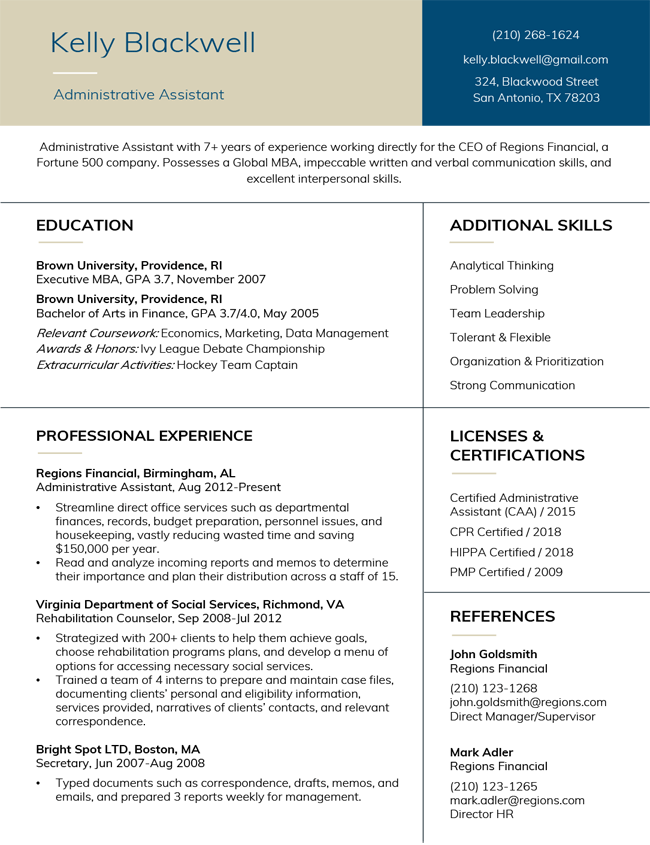 Kelly Blackwell
Administrative Assistant
(210) 268-1624
kelly.blackwell@gmail.com
324, Blackwood Street
San Antonio, TX 78203
Administrative Assistant with 7+ years of experience working directly for the CEO of Regions Financial, a
Fortune 500 company. Possesses a Global MBA, impeccable written and verbal communication skills, and
excellent interpersonal skills.
EDUCATION
Brown University, Providence, RI
Executive MBA, GPA 3.7, November 2007
Brown University, Providence, RI
Bachelor of Arts in Finance, GPA 3.7/4.0, May 2005
Relevant Coursework: Economics, Marketing, Data Management
Awards & Honors: Ivy League Debate Championship
Extracurricular Activities: Hockey Team Captain
ADDITIONAL SKILLS
Analytical Thinking
Problem Solving
Team Leadership
Tolerant & Flexible
Organization & Prioritization
Strong Communication
PROFESSIONAL EXPERIENCE
Regions Financial, Birmingham, AL
Administrative Assistant, Aug 2012-Present
• Streamline direct office services such as departmental
finances, records, budget preparation, personnel issues, and
housekeeping, vastly reducing wasted time and saving
$150,000 per year.
• Read and analyze incoming reports and memos to determine
their importance and plan their distribution across a staff of 15.
Virginia Department of Social Services, Richmond, VA
Rehabilitation Counselor, Sep 2008-Jul 2012
• Strategized with 200+ clients to help them achieve goals,
choose rehabilitation programs plans, and develop a menu of
options for accessing necessary social services.
• Trained a team of 4 interns to prepare and maintain case files,
documenting clients' personal and eligibility information,
services provided, narratives of clients' contacts, and relevant
correspondence.
Bright Spot LTD, Boston, MA
Secretary, Jun 2007-Aug 2008
• Typed documents such as correspondence, drafts, memos, and
emails, and prepared 3 reports weekly for management.
LICENSES &
CERTIFICATIONS
Certified Administrative
Assistant (CAA) / 2015
CPR Certified / 2018
HIPPA Certified / 2018
PMP Certified / 2009
REFERENCES
John Goldsmith
Regions Financial
(210) 123-1268
john.goldsmith@regions.com
Direct Manager/Supervisor
Mark Adler
Regions Financial
(210) 123-1265
mark.adler@regions.com
Director HR